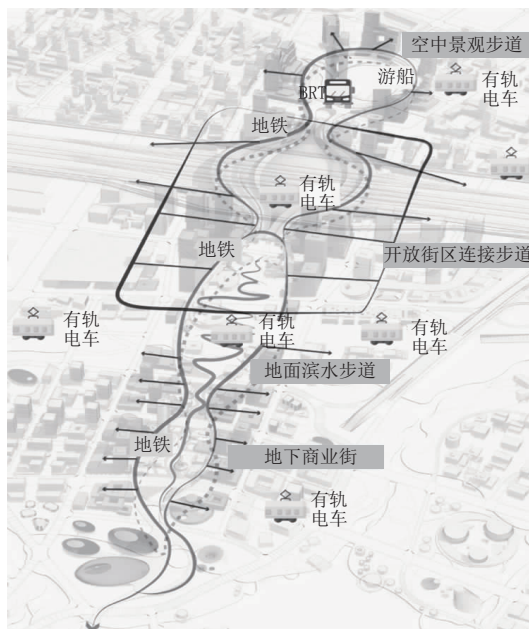 空中景观步道
游船
BRT
有轨
电车
地铁
有轨
电车
地铁
开放街区连接步道
有轨
电车
有轨
电车
有轨
电车
地面滨水步道
地铁
地下商业街
有轨
电车